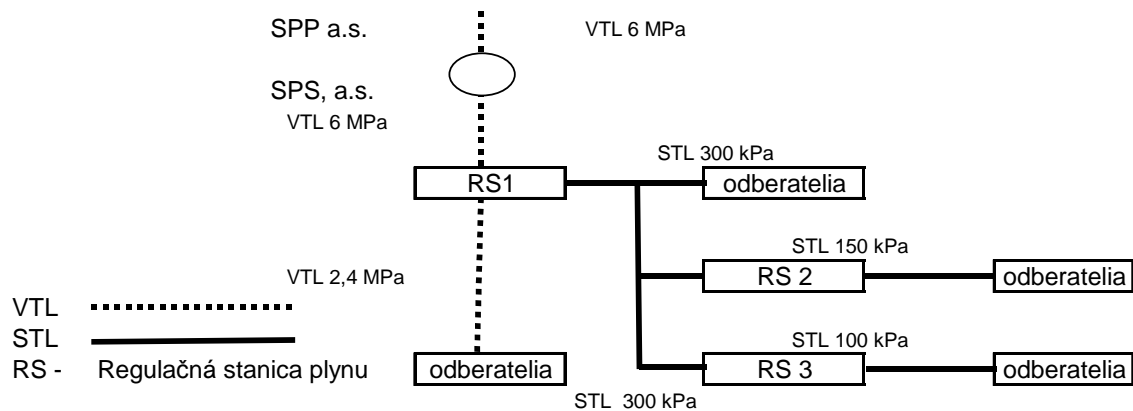 SPP a.s.
VTL 6 MPa
SPS, a.s.
VTL 6 MPa
STL 300 kPa
RS1
odberatelia
STL 150 kPa
VTL 2,4 MPa
RS 2
odberatelia
VTL
STL
STL 100 kPa
RS - Regulačná stanica plynu
odberatelia
RS 3
odberatelia
STL 300 kPa